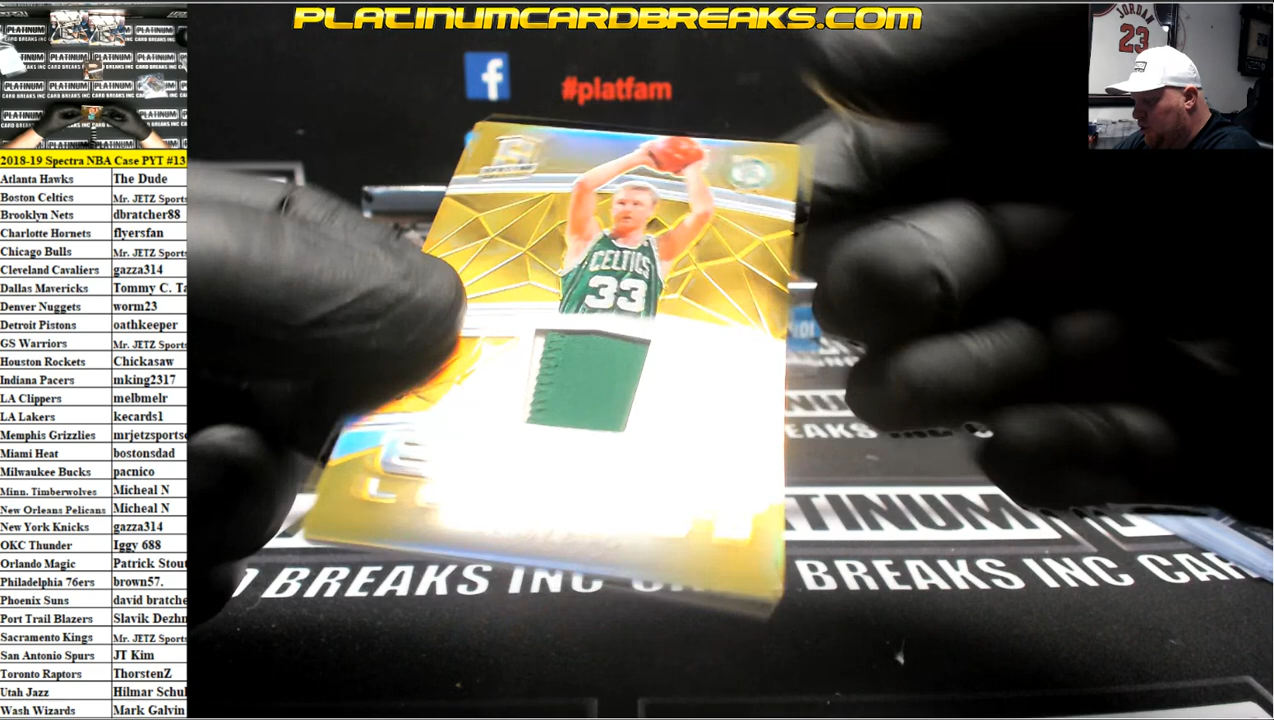 PLATINUMCARDBREAKS.COM
#platfam
JORDAN
23
2018-19 Spectra NBA Case PYT #13
Atlanta Hawks The Dude
Boston Celtics Mr. JETZ Sports
Brooklyn Nets dbratcher88
Charlotte Hornets flyersfan
Chicago Bulls Mr. JETZ Sports
Cleveland Cavaliers gazza314
Dallas Mavericks Tommy C. Ta
Denver Nuggets worm23
Detroit Pistons oathkeeper
GS Warriors Mr. JETZ Sports
Houston Rockets Chickasaw
Indiana Pacers mking2317
LA Clippers melbmelr
LA Lakers kecards1
Memphis Grizzlies mrjetzsports
Miami Heat bostonsdad
Milwaukee Bucks pacnico
Minn. Timberwolves Micheal N
New Orleans Pelicans Micheal N
New York Knicks gazza314
OKC Thunder Iggy 688
Orlando Magic Patrick Stou
Philadelphia 76ers brown57.
Phoenix Suns david bratche
Port Trail Blazers Slavik Dezhn
Sacramento Kings Mr. JETZ Sports
San Antonio Spurs JT Kim
Toronto Raptors ThorstenZ
Utah Jazz Hilmar Schul
Wash Wizards Mark Galvin
CELTICS
33
EAKS INC
ATINUM
D BREAKS INC CARD BREAKS INC CAR